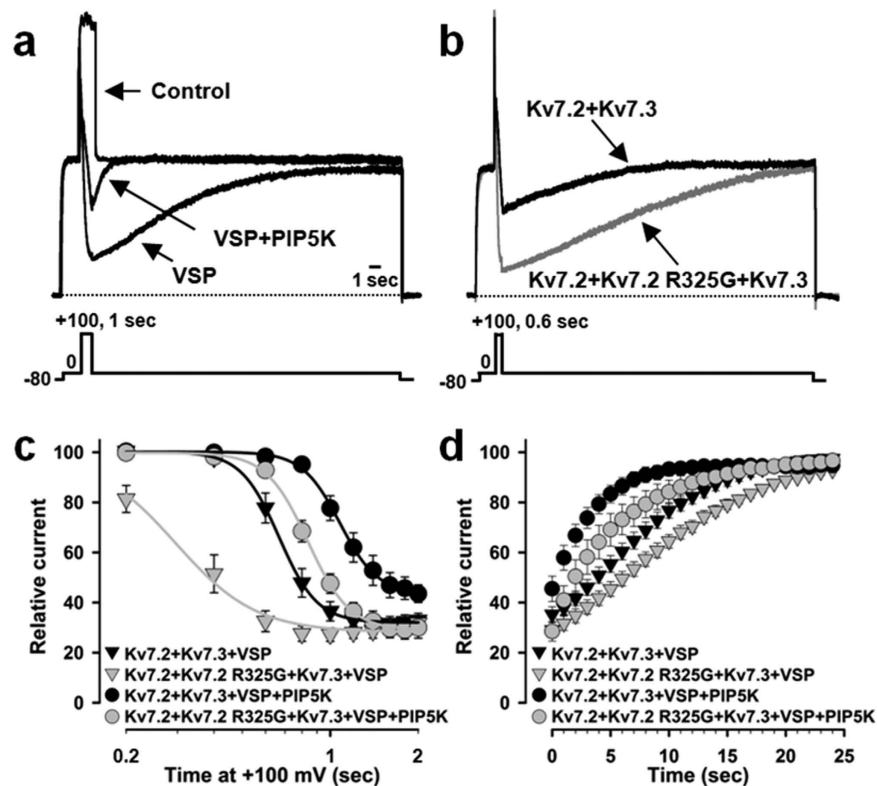 a
Control
VSP+PIP5K
VSP
1 sec
+100, 1 sec
0
-80
b
Kv7.2+Kv7.3
Kv7.2+Kv7.2 R325G+Kv7.3
+100, 0.6 sec
0
-80
c
Relative current
100
80
60
40
20
0
Kv7.2+Kv7.3+VSP
Kv7.2+Kv7.2 R325G+Kv7.3+VSP
Kv7.2+Kv7.3+VSP+PIP5K
Kv7.2+Kv7.2 R325G+Kv7.3+VSP+PIP5K
0.2
1
2
Time at +100 mV (sec)
d
Relative current
100
80
60
40
20
0
Kv7.2+Kv7.3+VSP
Kv7.2+Kv7.2 R325G+Kv7.3+VSP
Kv7.2+Kv7.3+VSP+PIP5K
Kv7.2+Kv7.2 R325G+Kv7.3+VSP+PIP5K
0
5
10
15
20
25
Time (sec)